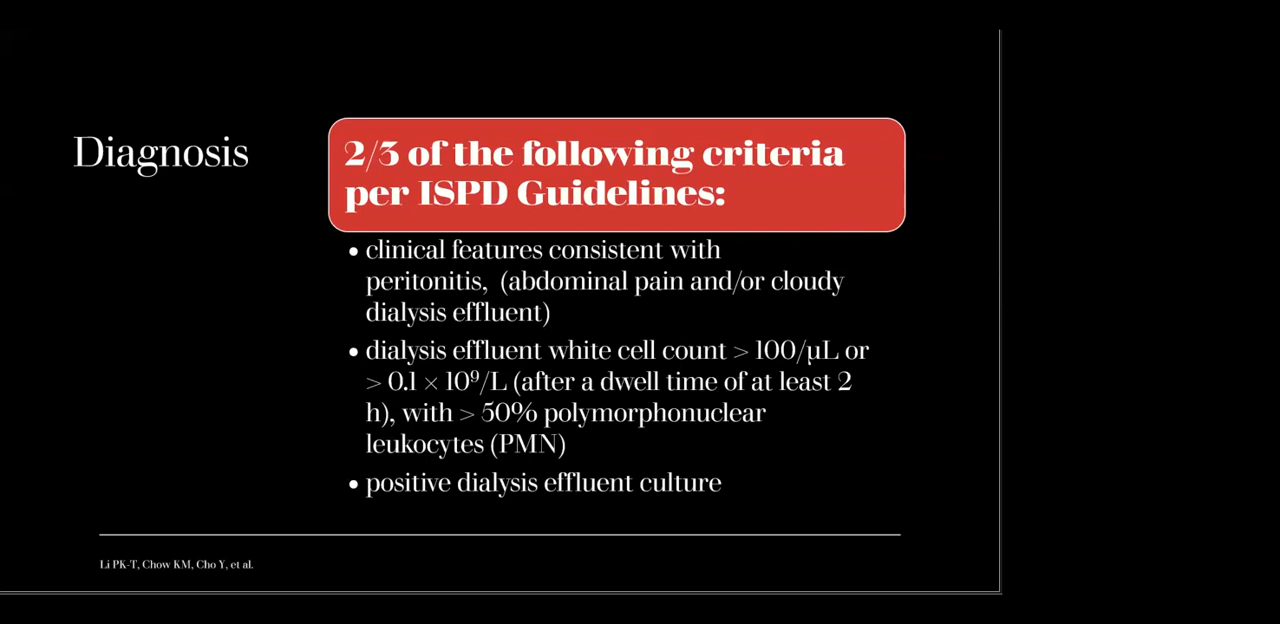 Diagnosis
2/3 of the following criteria
per ISPD Guidelines:
• clinical features consistent with
peritonitis, (abdominal pain and/or cloudy
dialysis effluent)
• dialysis effluent white cell count > 100/μL or
> 0.1 × 10⁹/L (after a dwell time of at least 2
h), with > 50% polymorphonuclear
leukocytes (PMN)
• positive dialysis effluent culture
Li PK-T, Chow KM, Cho Y, et al.